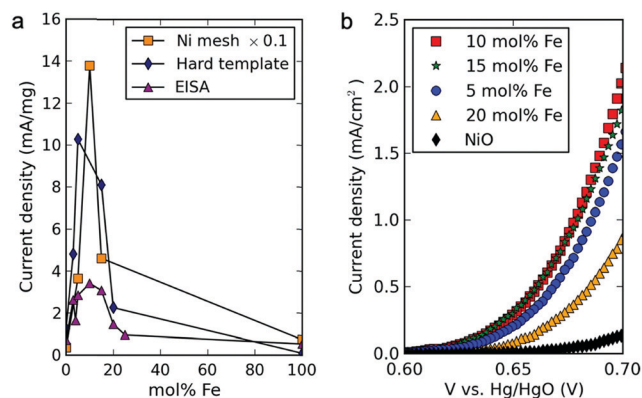 a
16
14
12
10
8
6
4
2
0
0
20
40
60
80
100
mol% Fe
Current density (mA/mg)
Ni mesh × 0.1
Hard template
EISA
b
2.5
2.0
1.5
1.0
0.5
0.0
0.60
0.65
0.70
V vs. Hg/HgO (V)
Current density (mA/cm²)
10 mol% Fe
15 mol% Fe
5 mol% Fe
20 mol% Fe
NiO